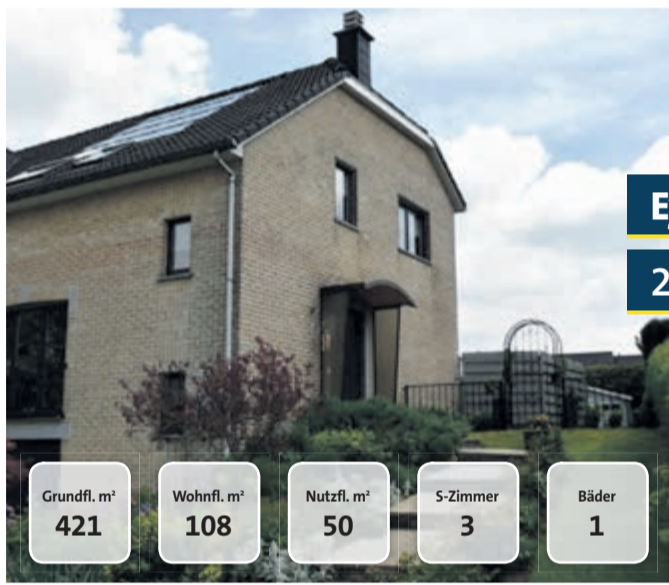 Grundfl. m²
421
Wohnfl. m²
108
Nutzfl. m²
50
S-Zimmer
3
Bäder
1